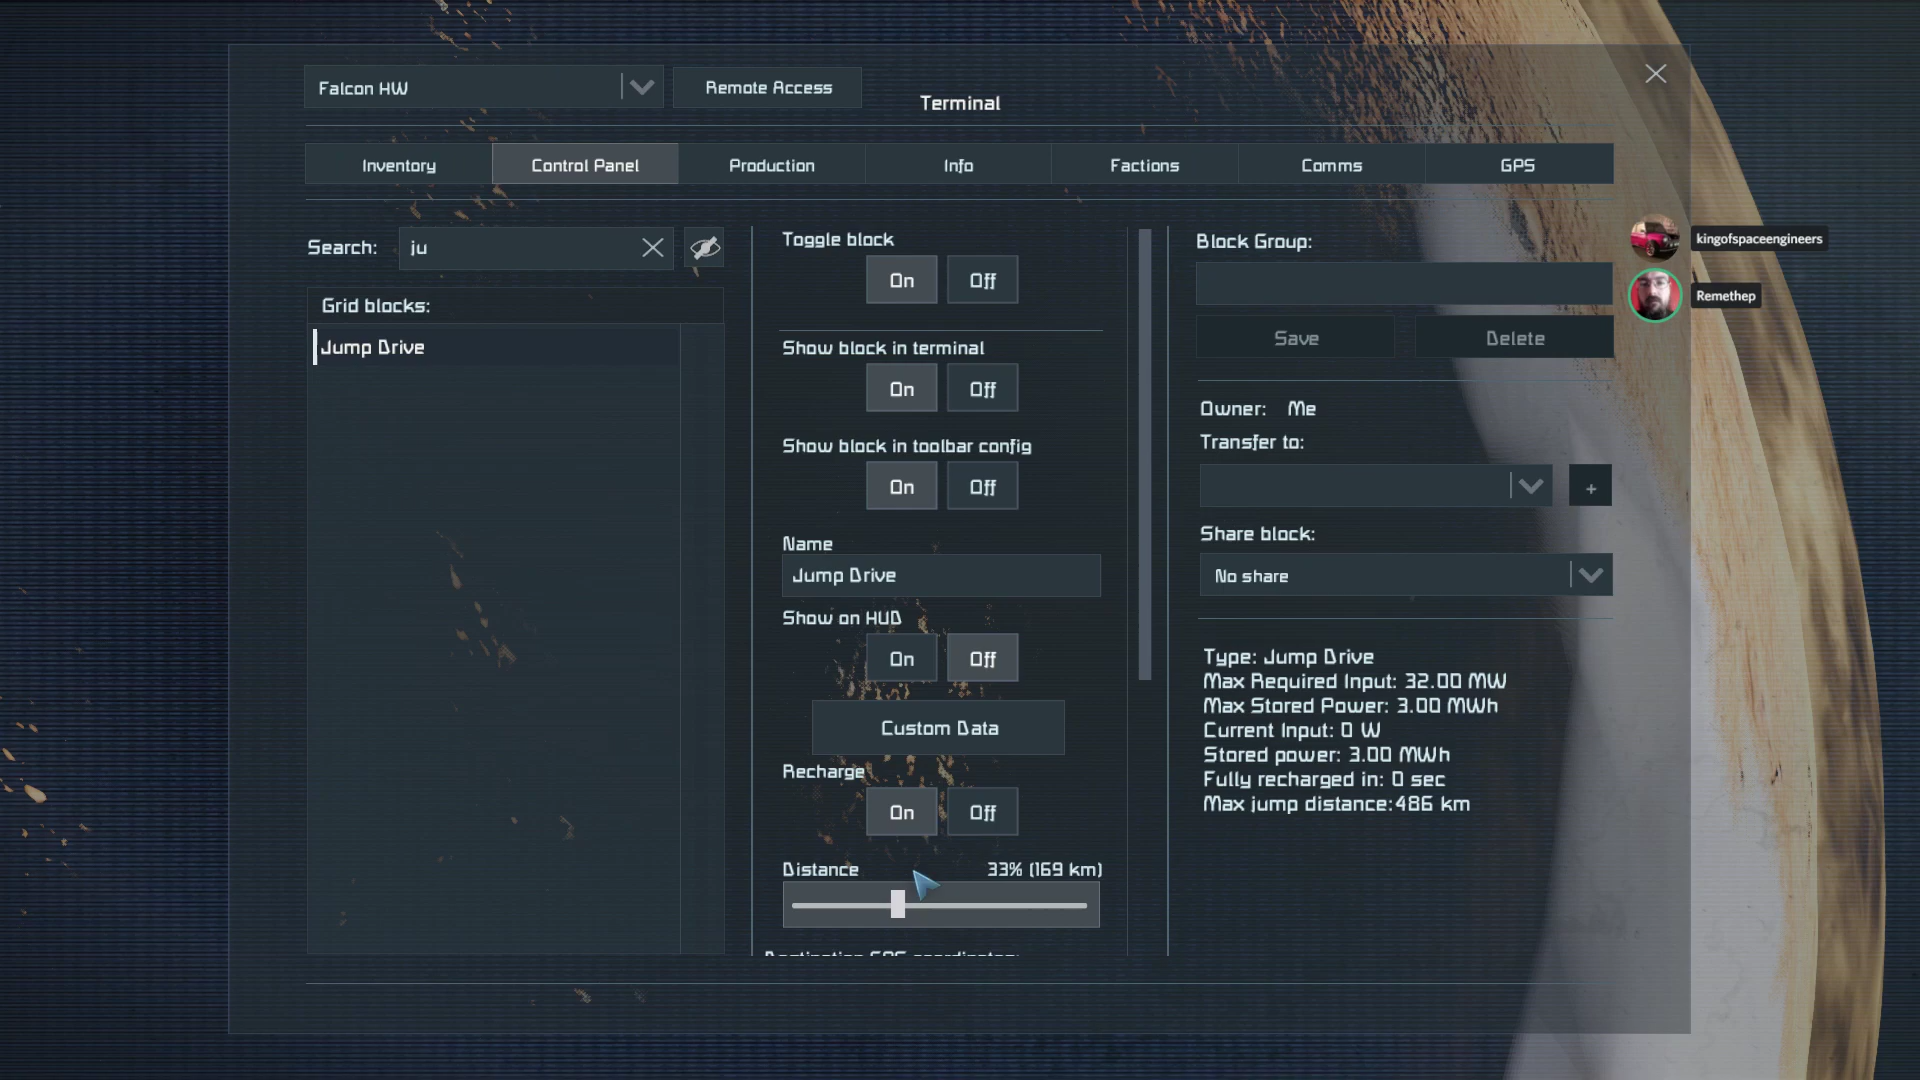 Falcon HW
Remote Access
Terminal
Inventory
Control Panel
Production
Info
Factions
Comms
GPS
Search:
ju
Grid blocks:
Jump Drive
Toggle block
On
Off
Show block in terminal
On
Off
Show block in toolbar config
On
Off
Name
Jump Drive
Show on HUD
On
Off
Custom Data
Recharge
On
Off
Distance
33% (169 km)
Destination GPS coordinates:
Block Group:
Save
Delete
Owner: Me
Transfer to:
+
Share block:
No share
Type: Jump Drive
Max Required Input: 32.00 MW
Max Stored Power: 3.00 MWh
Current Input: 0 W
Stored power: 3.00 MWh
Fully recharged in: 0 sec
Max jump distance:486 km
kingofspaceengineers
Remethep